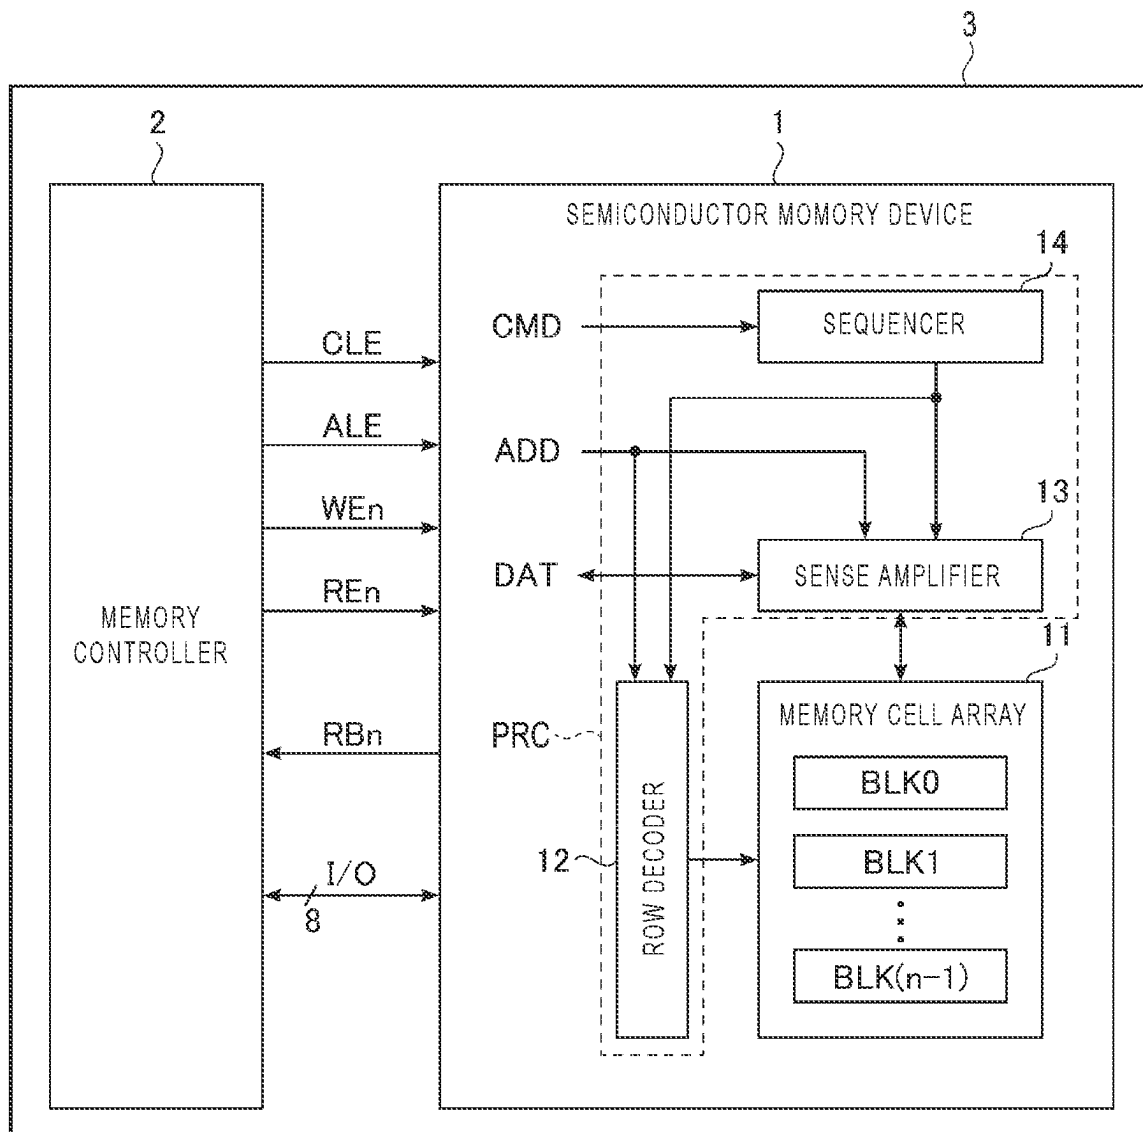 3
2
1
SEMICONDUCTOR MOMORY DEVICE
14
CMD
SEQUENCER
CLE
ALE
ADD
WEn
13
DAT
SENSE AMPLIFIER
REn
MEMORY
CONTROLLER
11
MEMORY CELL ARRAY
RBn
PRC
BLK0
ROW DECODER
12
BLK1
I/O
8
BLK(n-1)